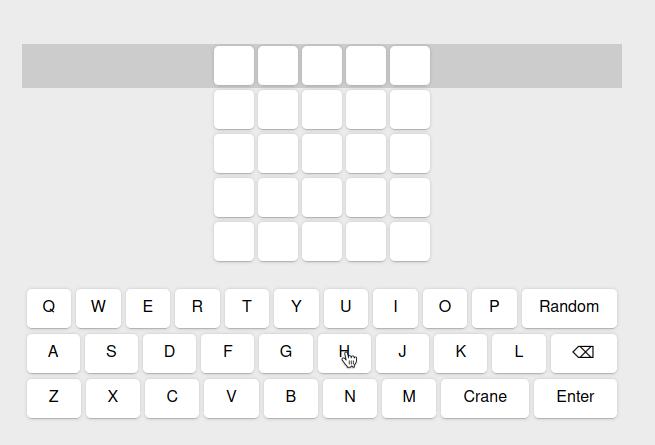 Q W E R T Y U I O P Random
A S D F G H J K L ⌫
Z X C V B N M Crane Enter